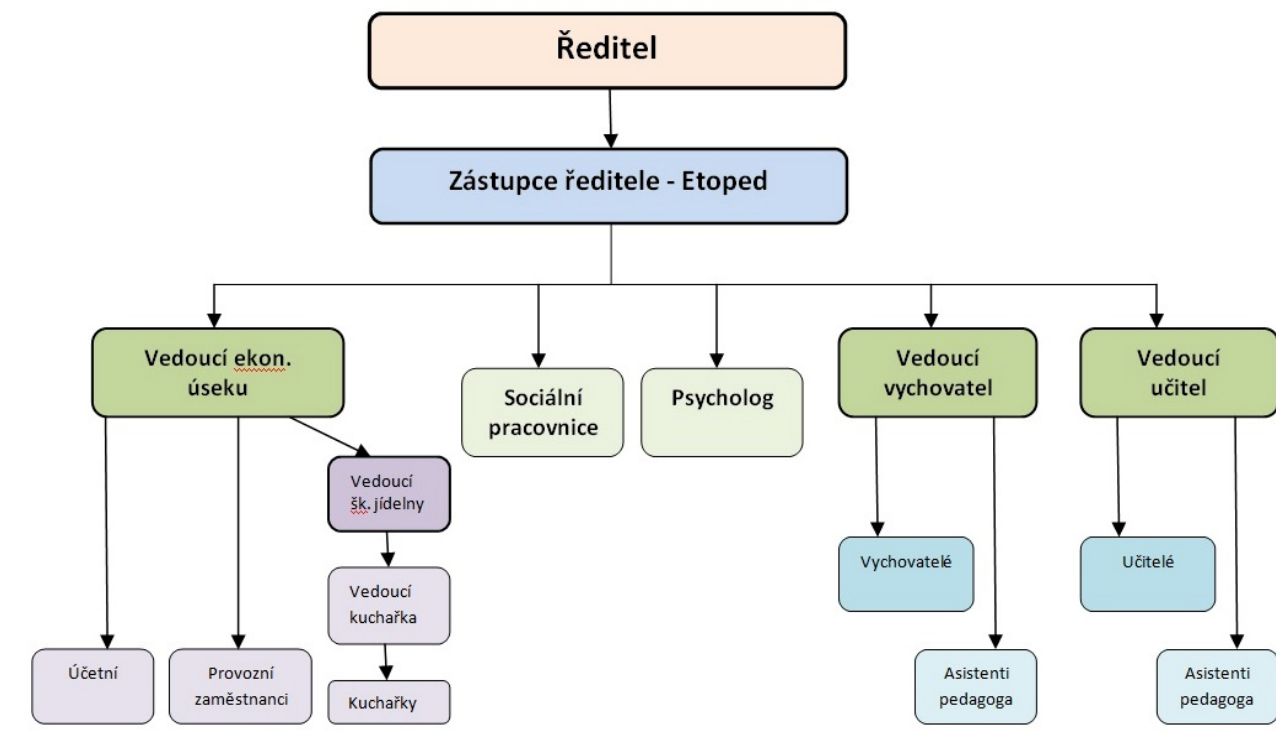 Ředitel
Zástupce ředitele - Etoped
Vedoucí ekon.
úseku
Sociální
pracovnice
Psycholog
Vedoucí
vychovatel
Vedoucí
učitel
Vedoucí
šk. jídelny
Vychovatelé
Učitelé
Vedoucí
kuchařka
Účetní
Provozní
zaměstnanci
Kuchařky
Asistenti
pedagoga
Asistenti
pedagoga